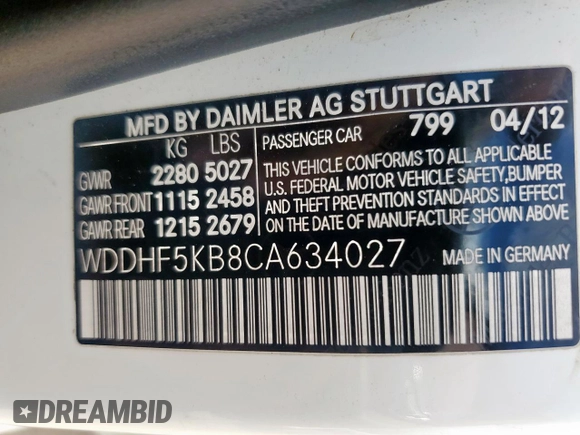 MFD BY DAIMLER AG STUTTGART
KG LBS PASSENGER CAR 799 04/12
GVWR 2280 5027
GAWR FRONT 1115 2458
GAWR REAR 1215 2679
THIS VEHICLE CONFORMS TO ALL APPLICABLE
U.S. FEDERAL MOTOR VEHICLE SAFETY, BUMPER
AND THEFT PREVENTION STANDARDS IN EFFECT
ON THE DATE OF MANUFACTURE SHOWN ABOVE.
WDDHF5KB8CA634027 MADE IN GERMANY
DREAMBID